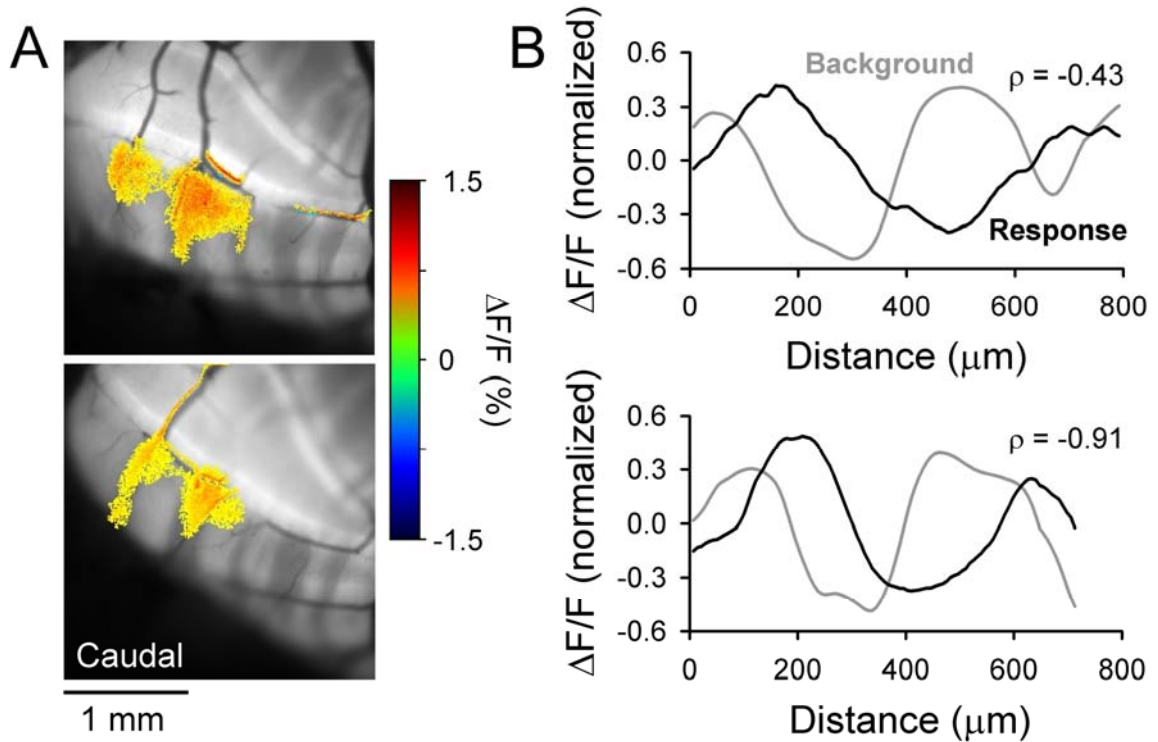 A
Caudal
1 mm
1.5
0
-1.5
ΔF/F (%)
B
ΔF/F (normalized)
0.6
0.3
0.0
-0.3
-0.6
Background
ρ = -0.43
Response
0 200 400 600 800
Distance (μm)
ΔF/F (normalized)
0.6
0.3
0.0
-0.3
-0.6
ρ = -0.91
0 200 400 600 800
Distance (μm)